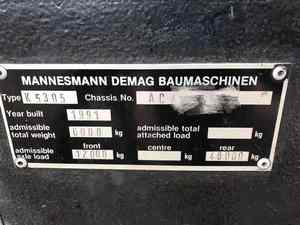 MANNESMANN DEMAG BAUMASCHINEN
Type K 5305 Chassis No. AC
Year built 1991
admissible total weight 6000 kg admissible total attached load kg
admissible axle load front 12000 kg centre kg rear 48000 kg